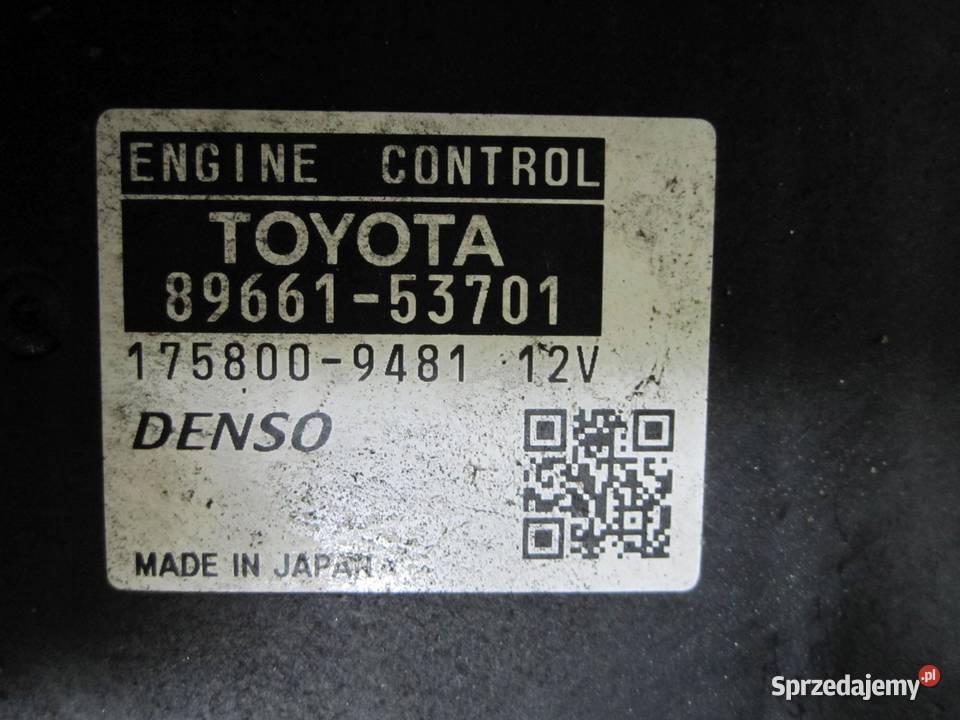 ENGINE CONTROL
TOYOTA
89661-53701
175800-9481 12V
DENSO
MADE IN JAPAN
Sprzedajemy.pl